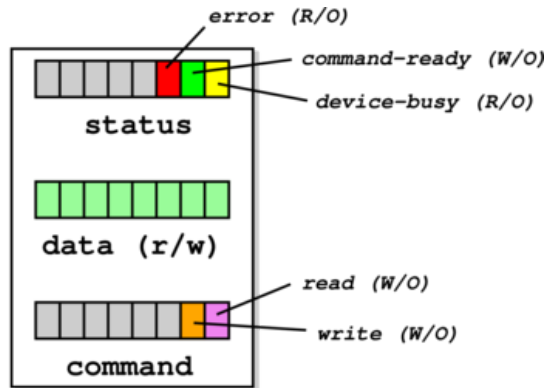 error (R/O)
command-ready (W/O)
device-busy (R/O)
status
data (r/w)
read (W/O)
write (W/O)
command